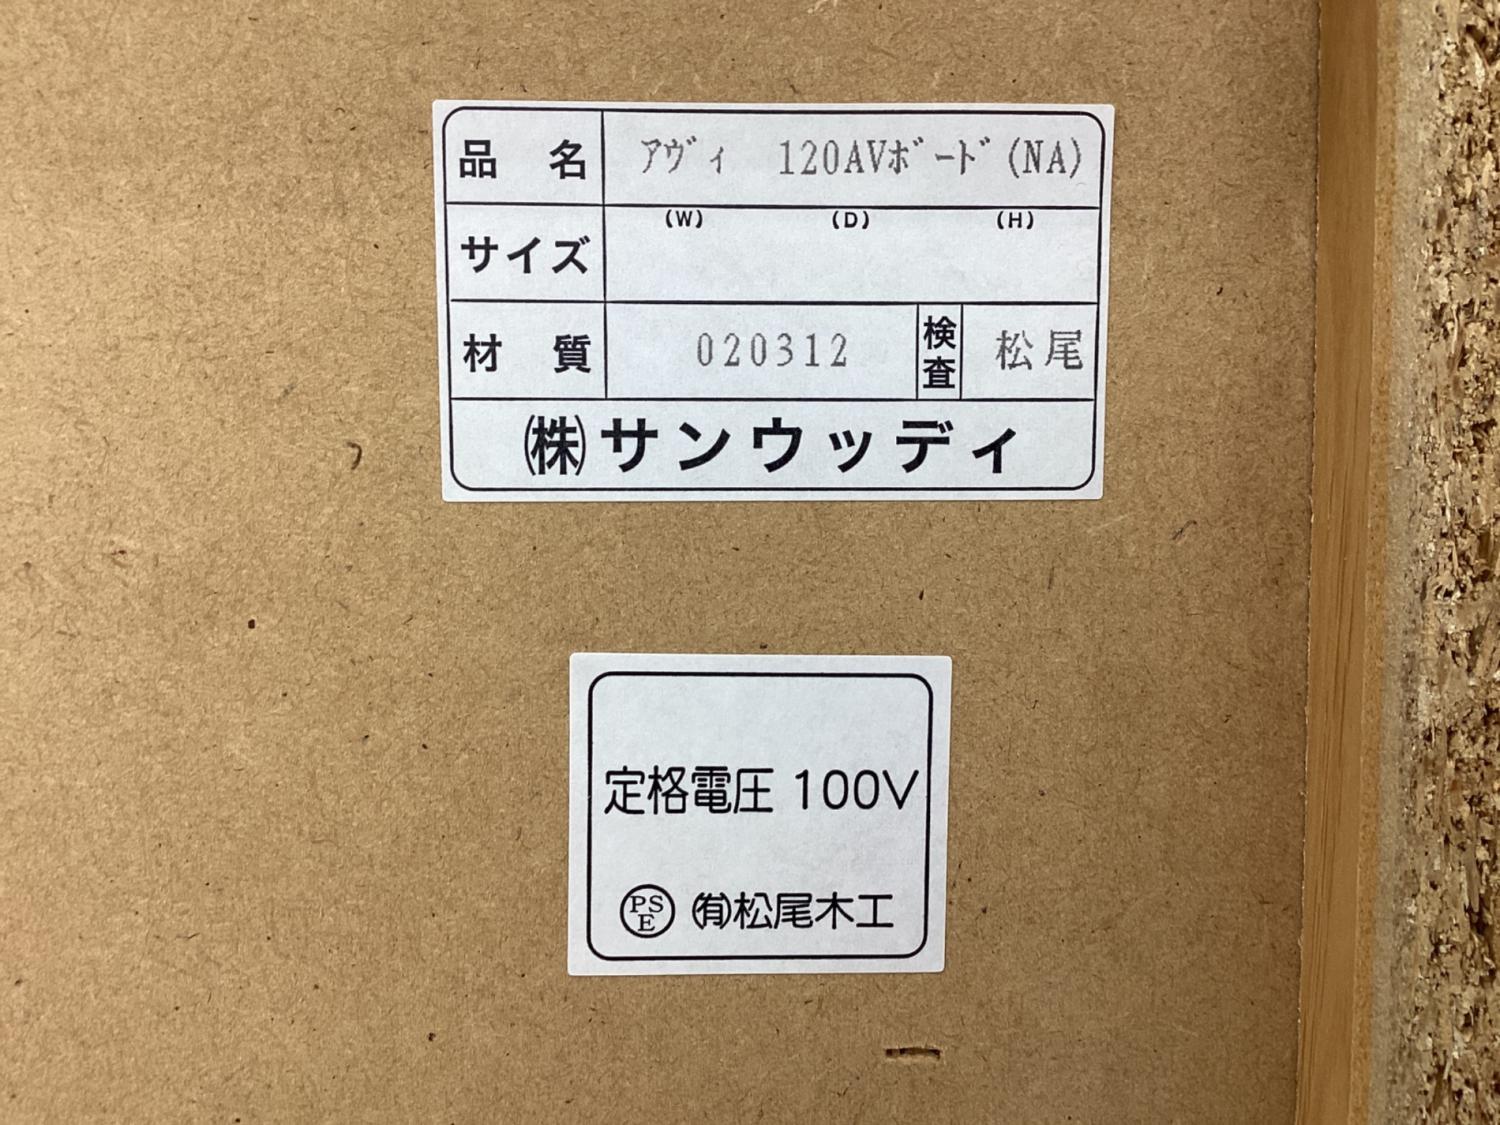 品 名 アヴィ 120AVボード(NA)
サイズ (W) (D) (H)
材 質 020312 検査 松尾
㈱サンウッディ
定格電圧 100V
PSE ㈲松尾木工